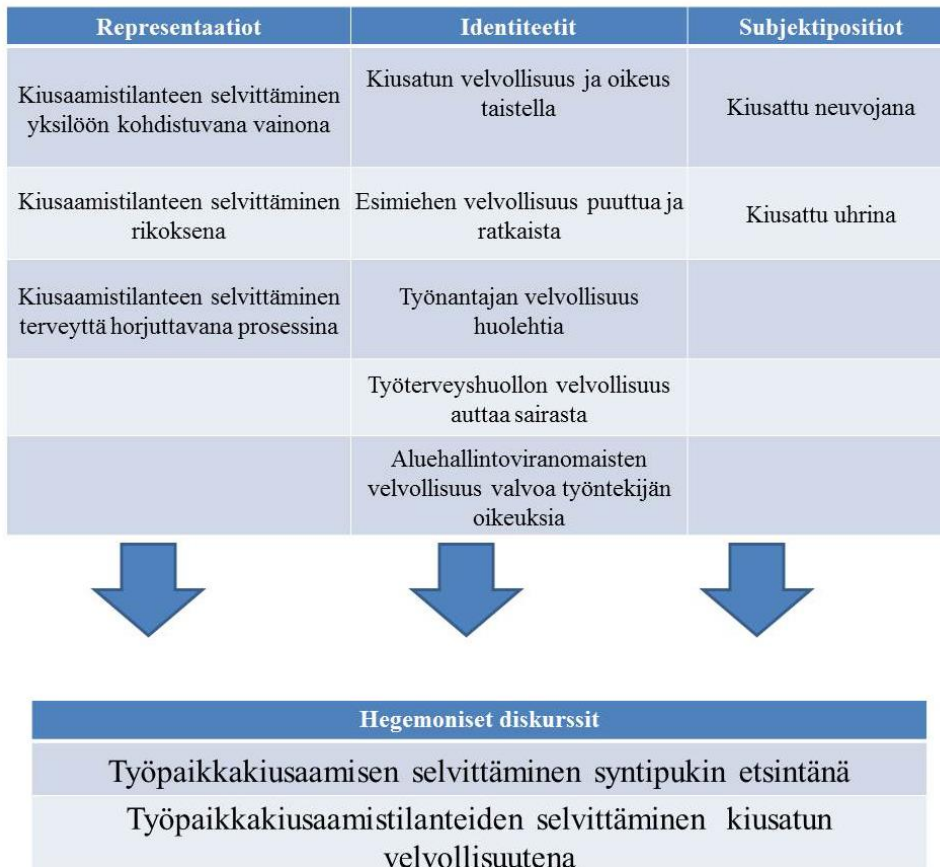 Representaatiot Identiteetit Subjektipositiot
Kiusaamistilanteen selvittäminen
yksilöön kohdistuvana vainona
Kiusatun velvollisuus ja oikeus
taistella
Kiusattu neuvojana
Kiusaamistilanteen selvittäminen
rikoksena
Esimiehen velvollisuus puuttua ja
ratkaista
Kiusattu uhrina
Kiusaamistilanteen selvittäminen
terveyttä horjuttavana prosessina
Työnantajan velvollisuus
huolehtia
Työterveyshuollon velvollisuus
auttaa sairasta
Aluehallintoviranomaisten
velvollisuus valvoa työntekijän
oikeuksia
Hegemoniset diskurssit
Työpaikkakiusaamisen selvittäminen syntipukin etsintänä
Työpaikkakiusaamistilanteiden selvittäminen kiusatun
velvollisuutena